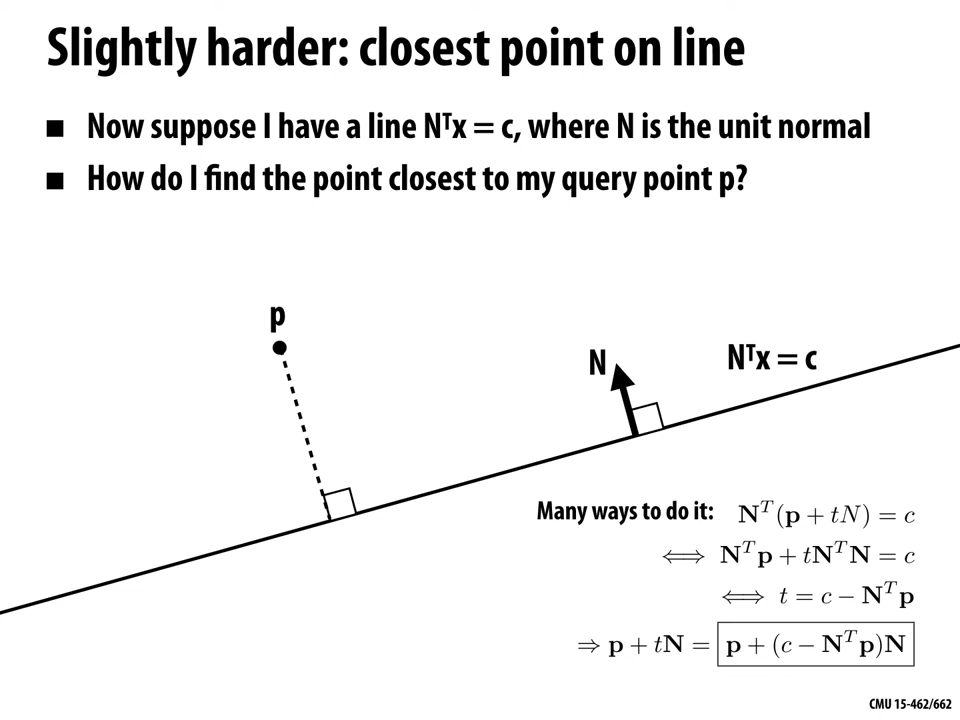 Slightly harder: closest point on line
■ Now suppose I have a line Nᵀx = c, where N is the unit normal
■ How do I find the point closest to my query point p?
p
N
Nᵀx = c
Many ways to do it: Nᵀ(p + tN) = c
⟺ Nᵀp + tNᵀN = c
⟺ t = c − Nᵀp
⇒ p + tN = p + (c − Nᵀp)N
CMU 15-462/662